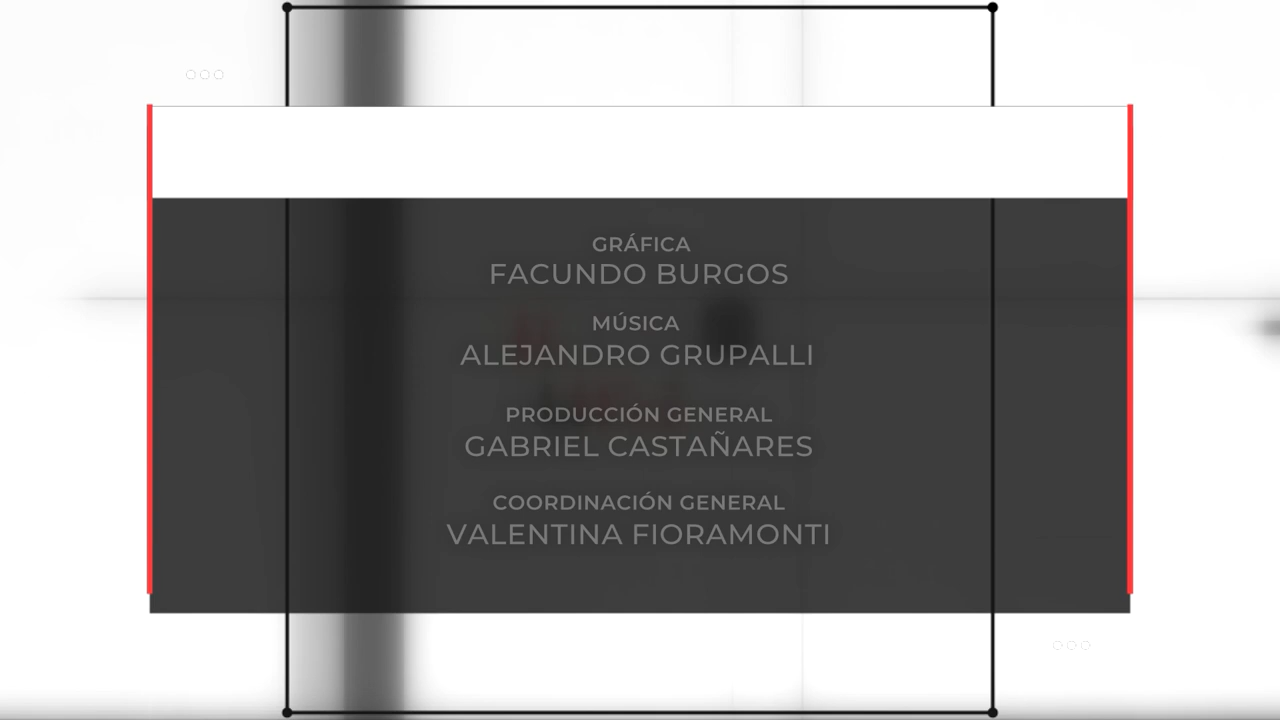 GRÁFICA
FACUNDO BURGOS
MÚSICA
ALEJANDRO GRUPALLI
PRODUCCIÓN GENERAL
GABRIEL CASTAÑARES
COORDINACIÓN GENERAL
VALENTINA FIORAMONTI